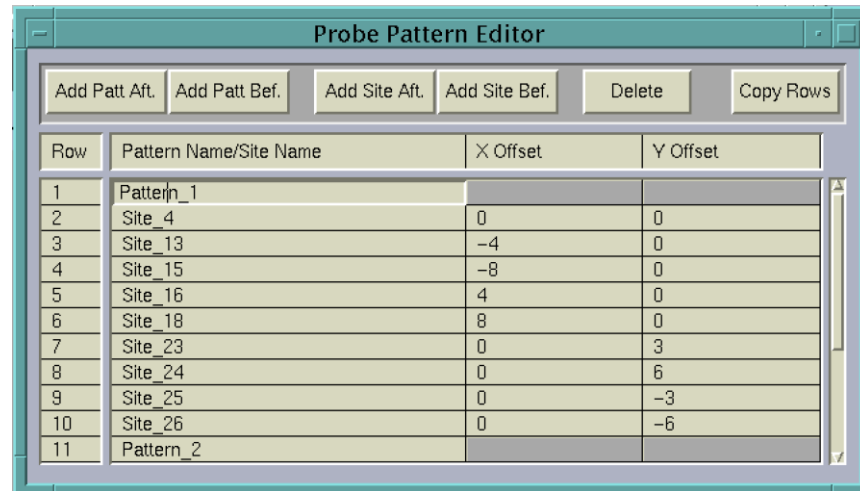 Probe Pattern Editor
Add Patt Aft. Add Patt Bef. Add Site Aft. Add Site Bef. Delete Copy Rows
Row Pattern Name/Site Name X Offset Y Offset
1 Pattern_1
2 Site_4 0 0
3 Site_13 −4 0
4 Site_15 −8 0
5 Site_16 4 0
6 Site_18 8 0
7 Site_23 0 3
8 Site_24 0 6
9 Site_25 0 −3
10 Site_26 0 −6
11 Pattern_2